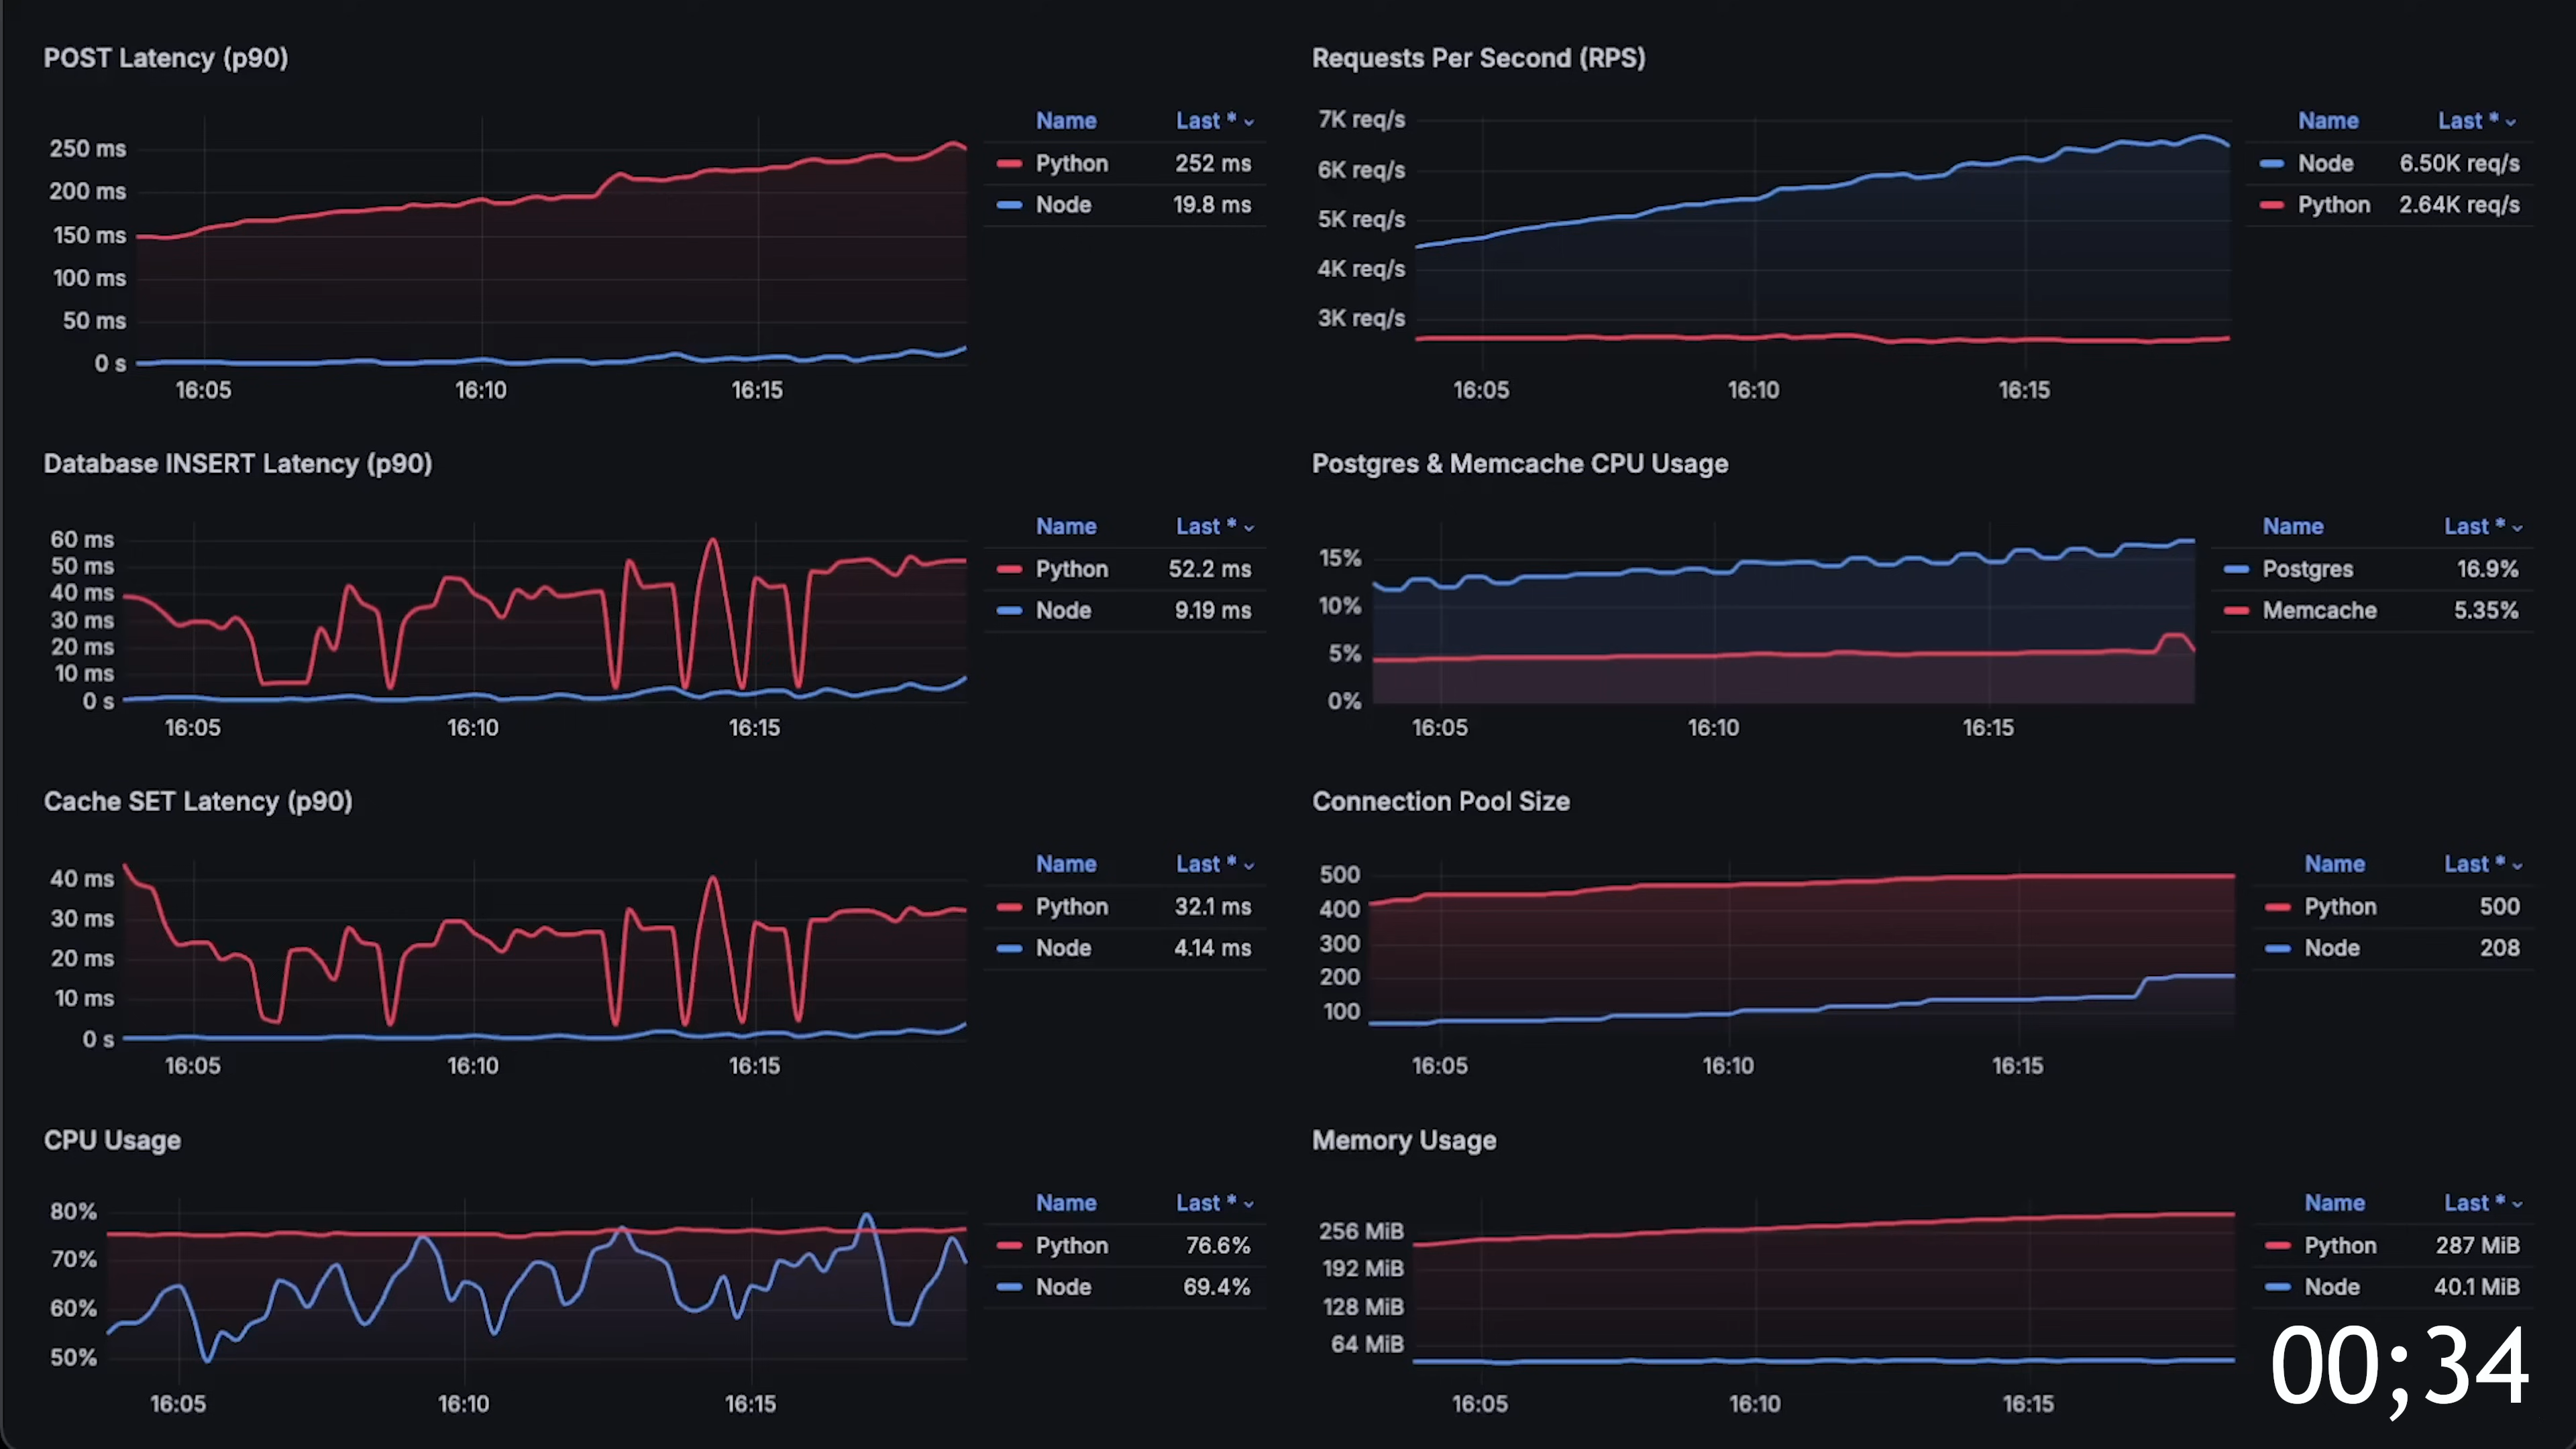 POST Latency (p90)
250 ms
200 ms
150 ms
100 ms
50 ms
0 s
16:05 16:10 16:15
Name Last *
Python 252 ms
Node 19.8 ms
Requests Per Second (RPS)
7K req/s
6K req/s
5K req/s
4K req/s
3K req/s
16:05 16:10 16:15
Name Last *
Node 6.50K req/s
Python 2.64K req/s
Database INSERT Latency (p90)
60 ms
50 ms
40 ms
30 ms
20 ms
10 ms
0 s
16:05 16:10 16:15
Name Last *
Python 52.2 ms
Node 9.19 ms
Postgres & Memcache CPU Usage
15%
10%
5%
0%
16:05 16:10 16:15
Name Last *
Postgres 16.9%
Memcache 5.35%
Cache SET Latency (p90)
40 ms
30 ms
20 ms
10 ms
0 s
16:05 16:10 16:15
Name Last *
Python 32.1 ms
Node 4.14 ms
Connection Pool Size
500
400
300
200
100
16:05 16:10 16:15
Name Last *
Python 500
Node 208
CPU Usage
80%
70%
60%
50%
16:05 16:10 16:15
Name Last *
Python 76.6%
Node 69.4%
Memory Usage
256 MiB
192 MiB
128 MiB
64 MiB
16:05 16:10 16:15
Name Last *
Python 287 MiB
Node 40.1 MiB
00;34